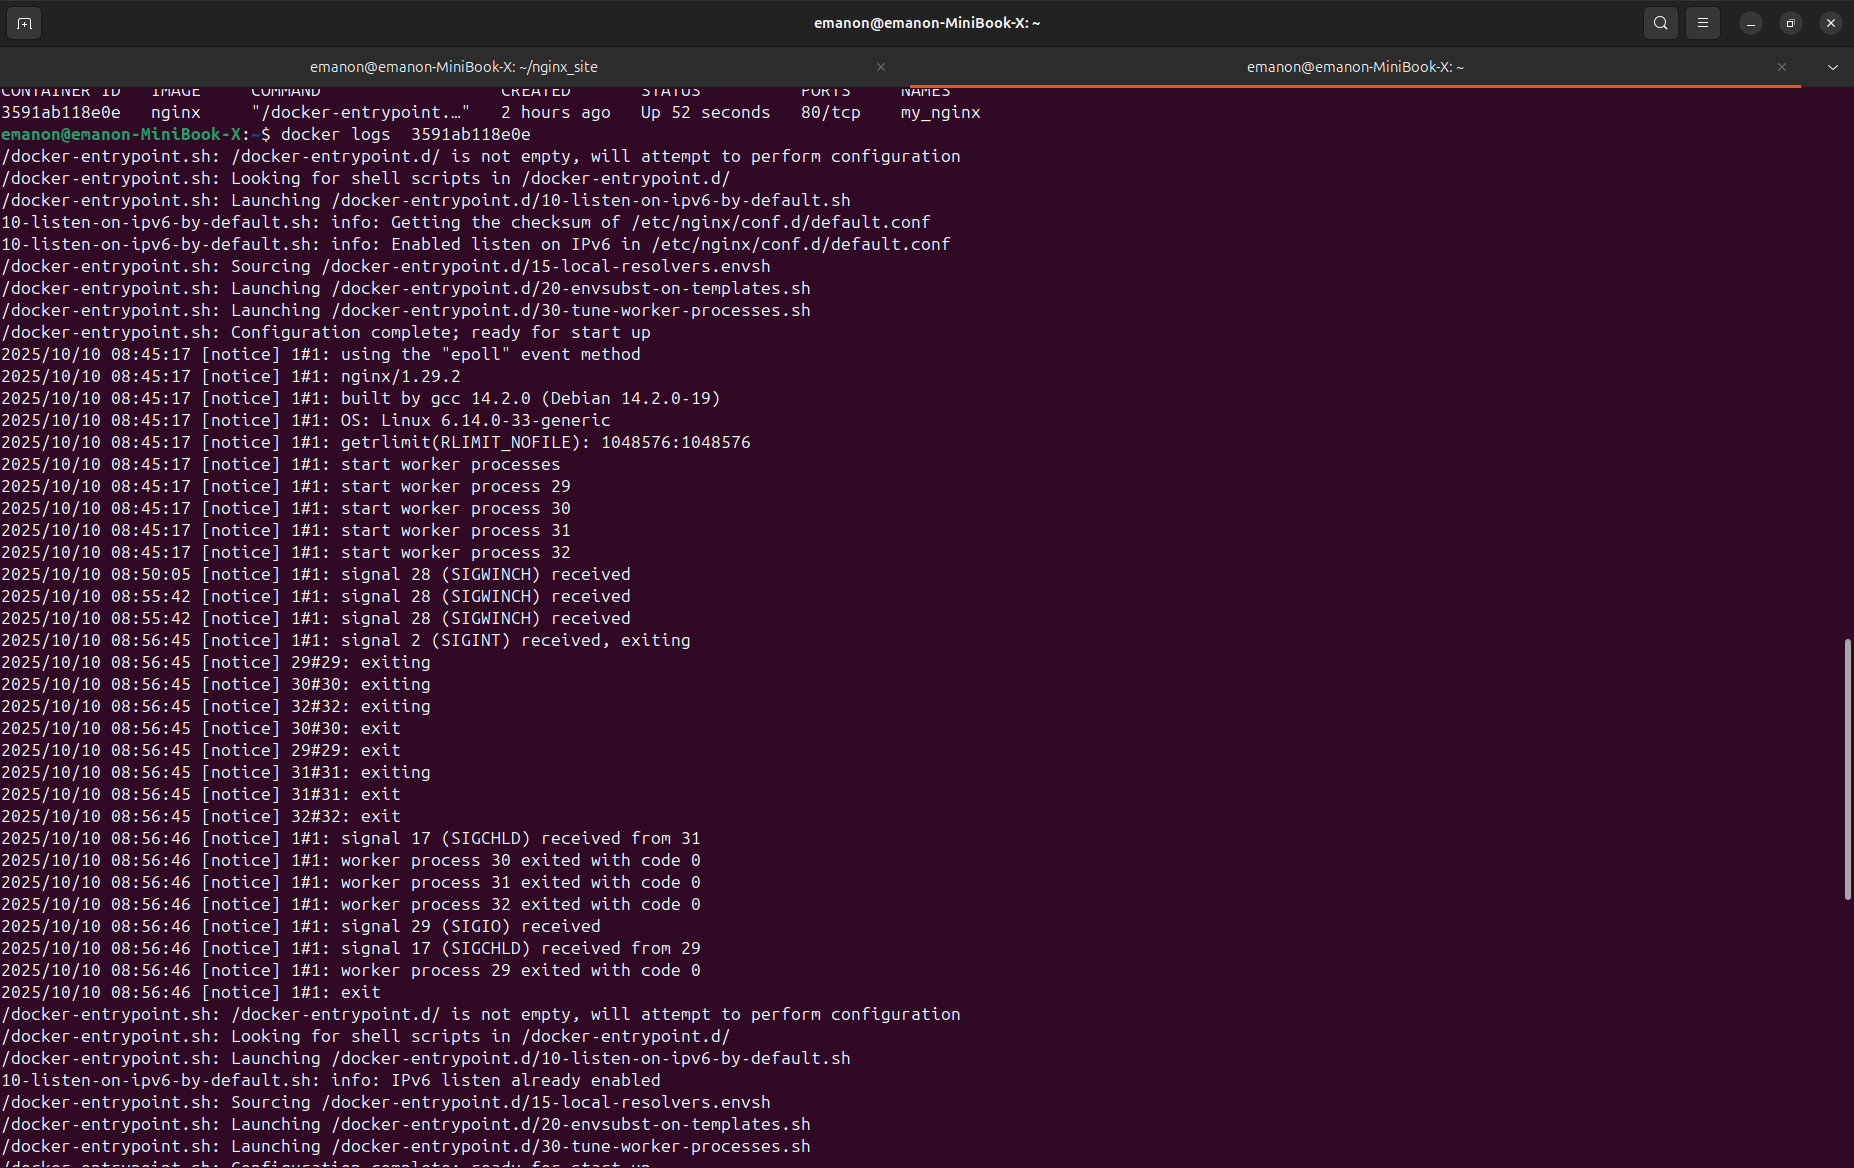 emanon@emanon-MiniBook-X: ~
emanon@emanon-MiniBook-X: ~/nginx_site
emanon@emanon-MiniBook-X: ~
CONTAINER ID   IMAGE     COMMAND                  CREATED       STATUS          PORTS     NAMES
3591ab118e0e   nginx     "/docker-entrypoint.…"   2 hours ago   Up 52 seconds   80/tcp    my_nginx
emanon@emanon-MiniBook-X:~$ docker logs  3591ab118e0e
/docker-entrypoint.sh: /docker-entrypoint.d/ is not empty, will attempt to perform configuration
/docker-entrypoint.sh: Looking for shell scripts in /docker-entrypoint.d/
/docker-entrypoint.sh: Launching /docker-entrypoint.d/10-listen-on-ipv6-by-default.sh
10-listen-on-ipv6-by-default.sh: info: Getting the checksum of /etc/nginx/conf.d/default.conf
10-listen-on-ipv6-by-default.sh: info: Enabled listen on IPv6 in /etc/nginx/conf.d/default.conf
/docker-entrypoint.sh: Sourcing /docker-entrypoint.d/15-local-resolvers.envsh
/docker-entrypoint.sh: Launching /docker-entrypoint.d/20-envsubst-on-templates.sh
/docker-entrypoint.sh: Launching /docker-entrypoint.d/30-tune-worker-processes.sh
/docker-entrypoint.sh: Configuration complete; ready for start up
2025/10/10 08:45:17 [notice] 1#1: using the "epoll" event method
2025/10/10 08:45:17 [notice] 1#1: nginx/1.29.2
2025/10/10 08:45:17 [notice] 1#1: built by gcc 14.2.0 (Debian 14.2.0-19)
2025/10/10 08:45:17 [notice] 1#1: OS: Linux 6.14.0-33-generic
2025/10/10 08:45:17 [notice] 1#1: getrlimit(RLIMIT_NOFILE): 1048576:1048576
2025/10/10 08:45:17 [notice] 1#1: start worker processes
2025/10/10 08:45:17 [notice] 1#1: start worker process 29
2025/10/10 08:45:17 [notice] 1#1: start worker process 30
2025/10/10 08:45:17 [notice] 1#1: start worker process 31
2025/10/10 08:45:17 [notice] 1#1: start worker process 32
2025/10/10 08:50:05 [notice] 1#1: signal 28 (SIGWINCH) received
2025/10/10 08:55:42 [notice] 1#1: signal 28 (SIGWINCH) received
2025/10/10 08:55:42 [notice] 1#1: signal 28 (SIGWINCH) received
2025/10/10 08:56:45 [notice] 1#1: signal 2 (SIGINT) received, exiting
2025/10/10 08:56:45 [notice] 29#29: exiting
2025/10/10 08:56:45 [notice] 30#30: exiting
2025/10/10 08:56:45 [notice] 32#32: exiting
2025/10/10 08:56:45 [notice] 30#30: exit
2025/10/10 08:56:45 [notice] 29#29: exit
2025/10/10 08:56:45 [notice] 31#31: exiting
2025/10/10 08:56:45 [notice] 31#31: exit
2025/10/10 08:56:45 [notice] 32#32: exit
2025/10/10 08:56:46 [notice] 1#1: signal 17 (SIGCHLD) received from 31
2025/10/10 08:56:46 [notice] 1#1: worker process 30 exited with code 0
2025/10/10 08:56:46 [notice] 1#1: worker process 31 exited with code 0
2025/10/10 08:56:46 [notice] 1#1: worker process 32 exited with code 0
2025/10/10 08:56:46 [notice] 1#1: signal 29 (SIGIO) received
2025/10/10 08:56:46 [notice] 1#1: signal 17 (SIGCHLD) received from 29
2025/10/10 08:56:46 [notice] 1#1: worker process 29 exited with code 0
2025/10/10 08:56:46 [notice] 1#1: exit
/docker-entrypoint.sh: /docker-entrypoint.d/ is not empty, will attempt to perform configuration
/docker-entrypoint.sh: Looking for shell scripts in /docker-entrypoint.d/
/docker-entrypoint.sh: Launching /docker-entrypoint.d/10-listen-on-ipv6-by-default.sh
10-listen-on-ipv6-by-default.sh: info: IPv6 listen already enabled
/docker-entrypoint.sh: Sourcing /docker-entrypoint.d/15-local-resolvers.envsh
/docker-entrypoint.sh: Launching /docker-entrypoint.d/20-envsubst-on-templates.sh
/docker-entrypoint.sh: Launching /docker-entrypoint.d/30-tune-worker-processes.sh
/docker-entrypoint.sh: Configuration complete; ready for start up